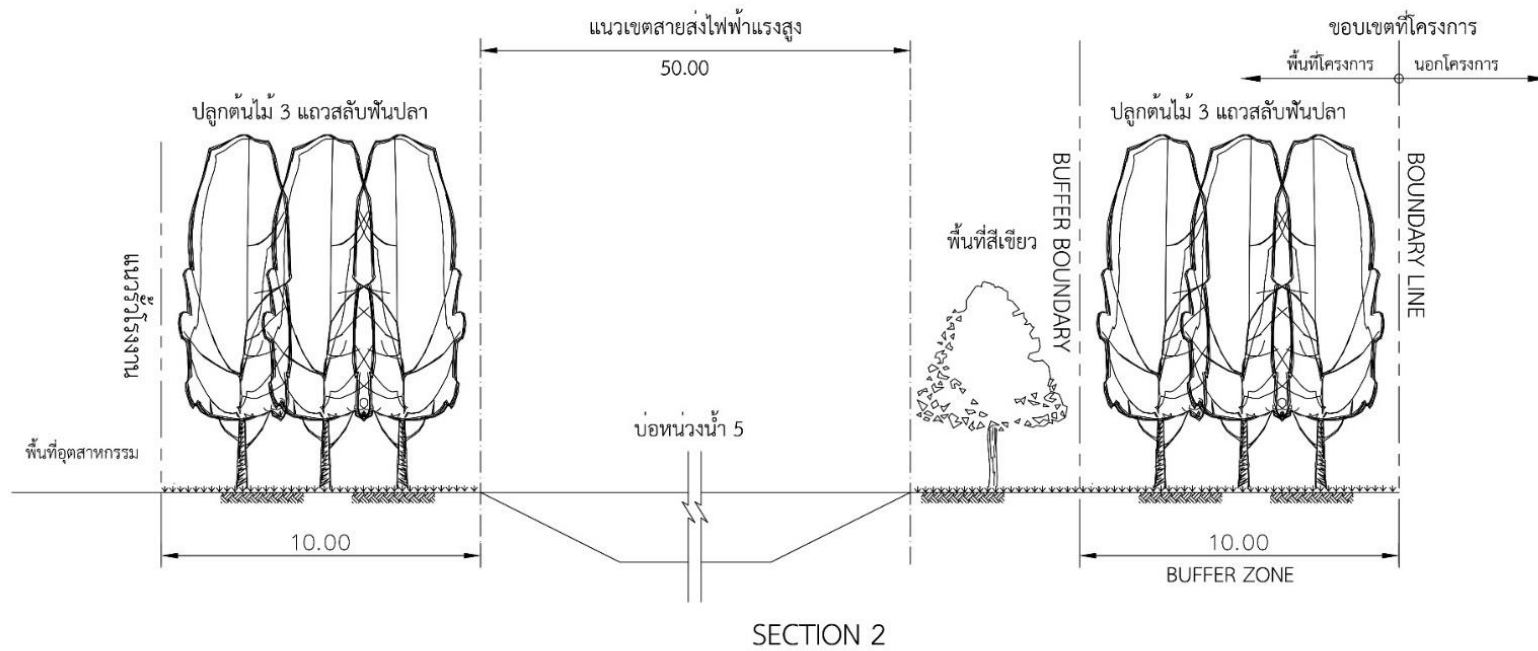 แนวเขตสายส่งไฟฟ้าแรงสูง
50.00
ขอบเขตที่โครงการ
พื้นที่โครงการ
นอกโครงการ
ปลูกต้นไม้ 3 แถวสลับฟันปลา
ปลูกต้นไม้ 3 แถวสลับฟันปลา
แนวรั้วโรงงาน
พื้นที่สีเขียว
BUFFER BOUNDARY
BOUNDARY LINE
บ่อหน่วงน้ำ 5
พื้นที่อุตสาหกรรม
10.00
10.00
BUFFER ZONE
SECTION 2